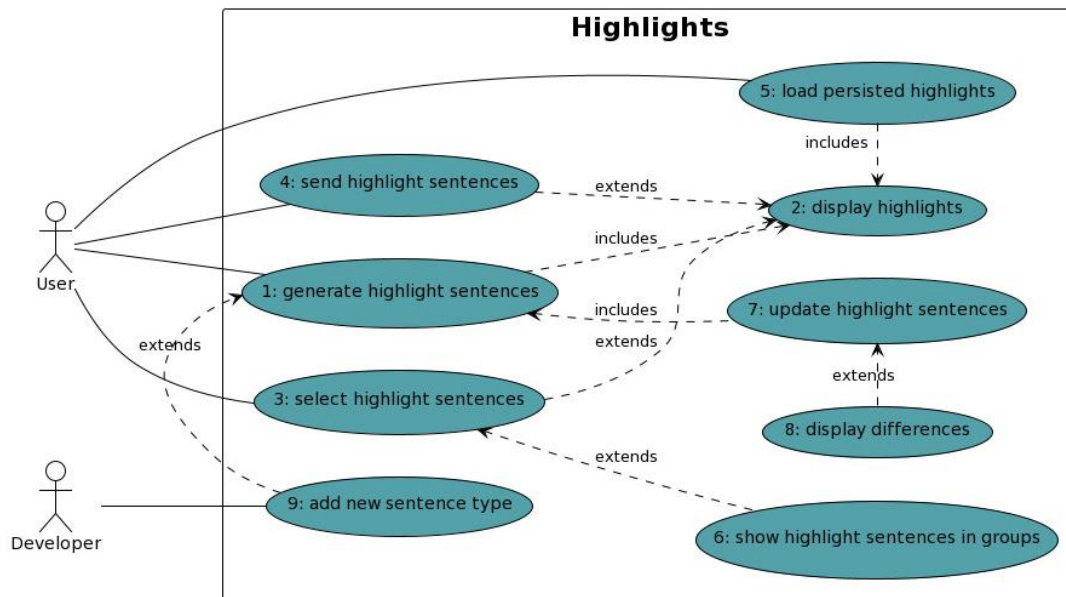 Highlights
5: load persisted highlights
includes
4: send highlight sentences
extends
2: display highlights
includes
User
1: generate highlight sentences
includes
7: update highlight sentences
extends
extends
extends
3: select highlight sentences
8: display differences
extends
9: add new sentence type
6: show highlight sentences in groups
Developer